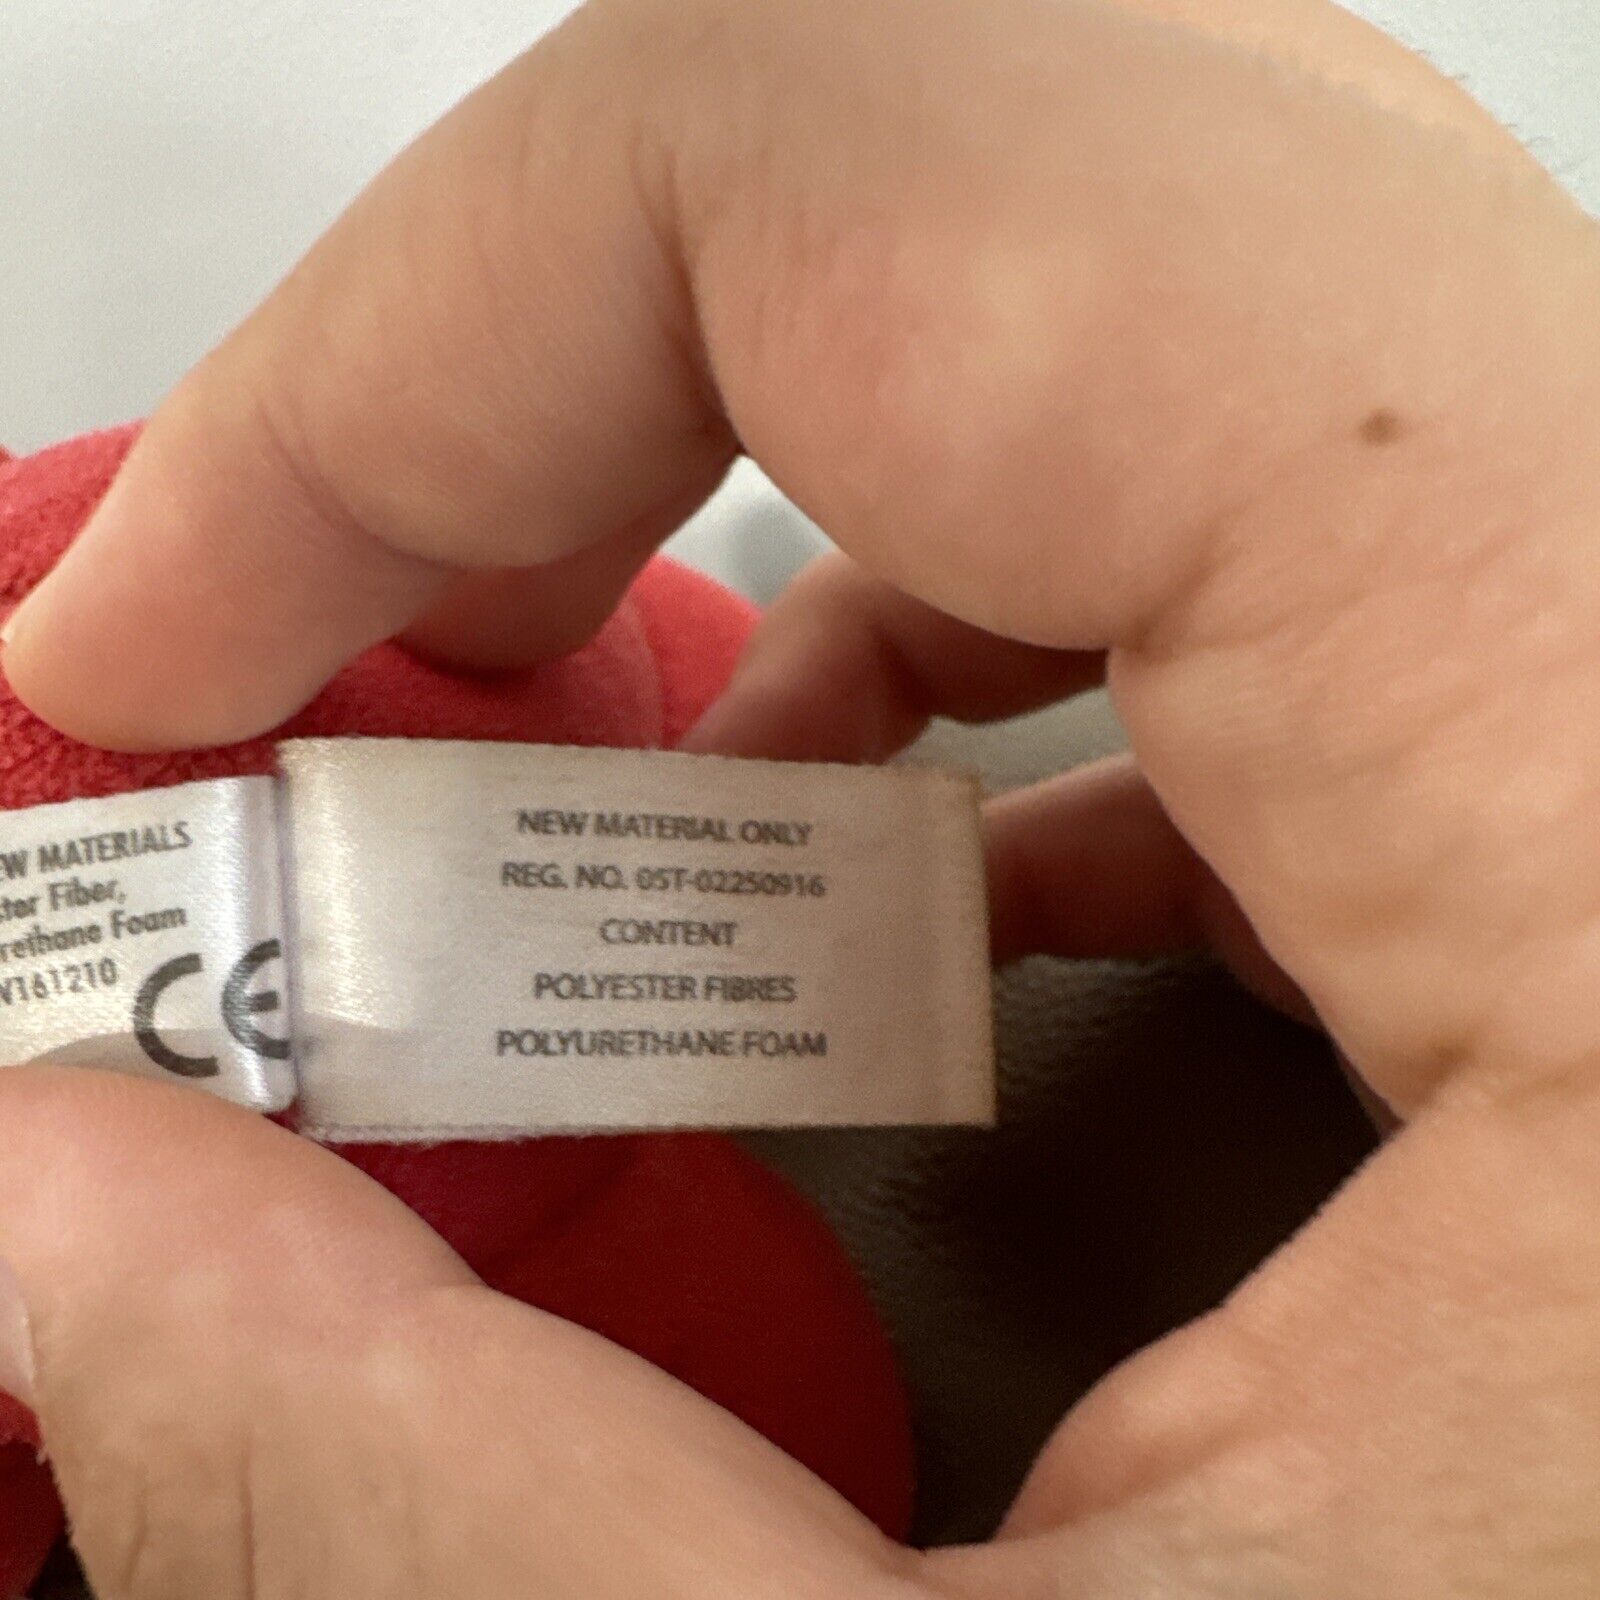 EW MATERIALS
ster Fiber,
rethane Foam
V161210
CE
NEW MATERIAL ONLY
REG. NO. 05T-02250916
CONTENT
POLYESTER FIBRES
POLYURETHANE FOAM